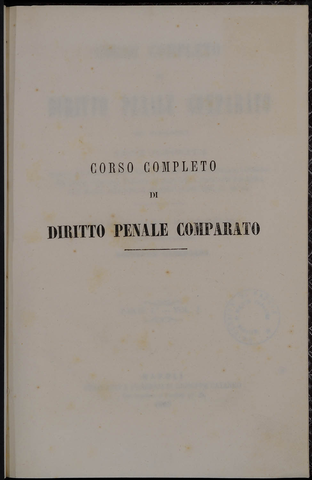 CORSO COMPLETO
DI
DIRITTO PENALE COMPARATO